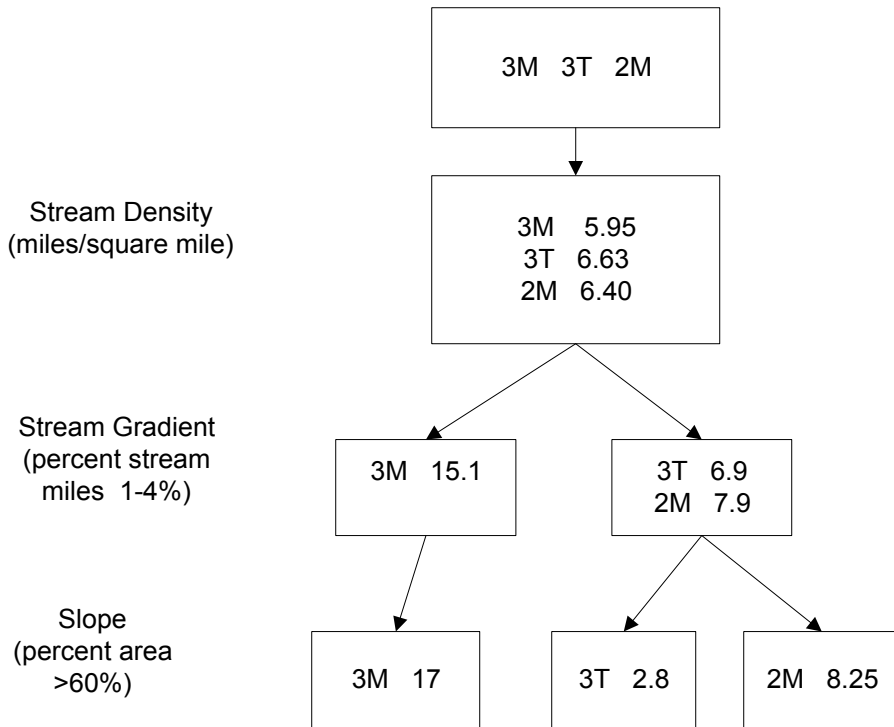 3M 3T 2M
Stream Density
(miles/square mile)
3M 5.95
3T 6.63
2M 6.40
Stream Gradient
(percent stream
miles 1-4%)
3M 15.1
3T 6.9
2M 7.9
Slope
(percent area
>60%)
3M 17
3T 2.8
2M 8.25